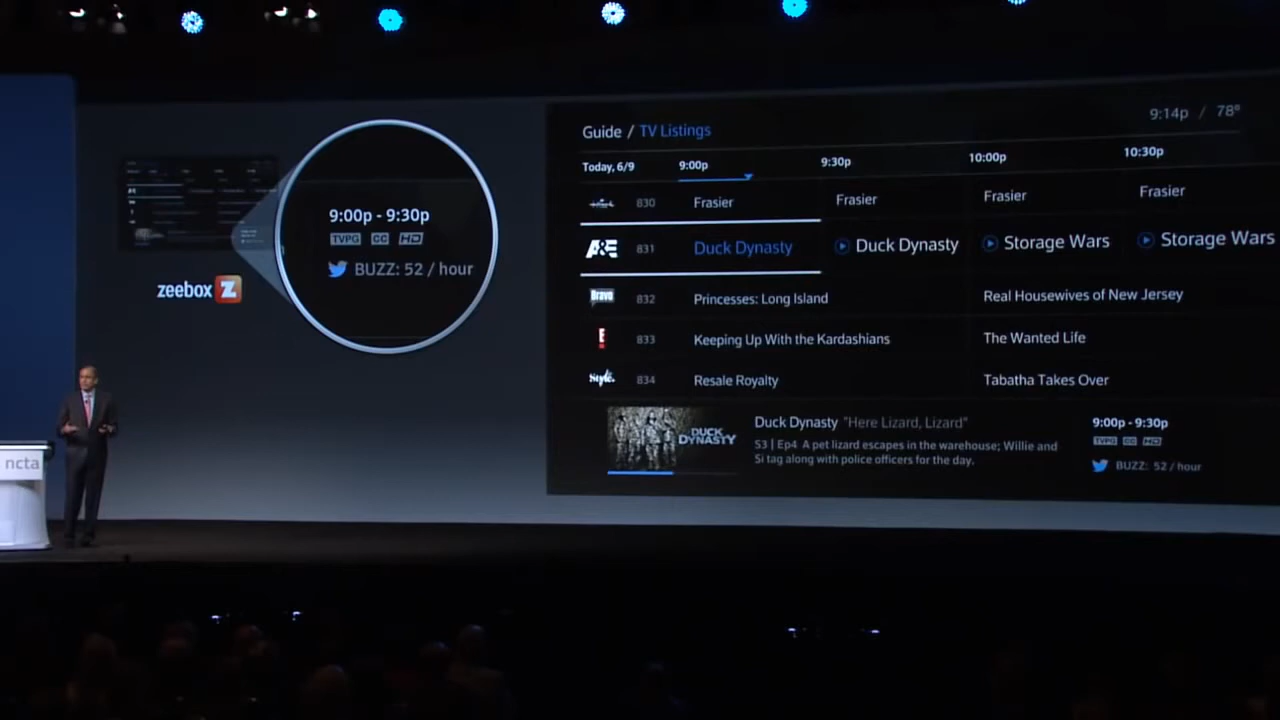 9:00p - 9:30p
TVPG CC HD
BUZZ: 52 / hour
zeebox Z
ncta
9:14p / 78°
Guide / TV Listings
Today, 6/9 9:00p 9:30p 10:00p 10:30p
830 Frasier Frasier Frasier Frasier
A&E 831 Duck Dynasty Duck Dynasty Storage Wars Storage Wars
Bravo 832 Princesses: Long Island Real Housewives of New Jersey
E 833 Keeping Up With the Kardashians The Wanted Life
Style. 834 Resale Royalty Tabatha Takes Over
DUCK DYNASTY
Duck Dynasty "Here Lizard, Lizard"
S3 | Ep4 A pet lizard escapes in the warehouse; Willie and
Si tag along with police officers for the day.
9:00p - 9:30p
TVPG CC HD
BUZZ: 52 / hour